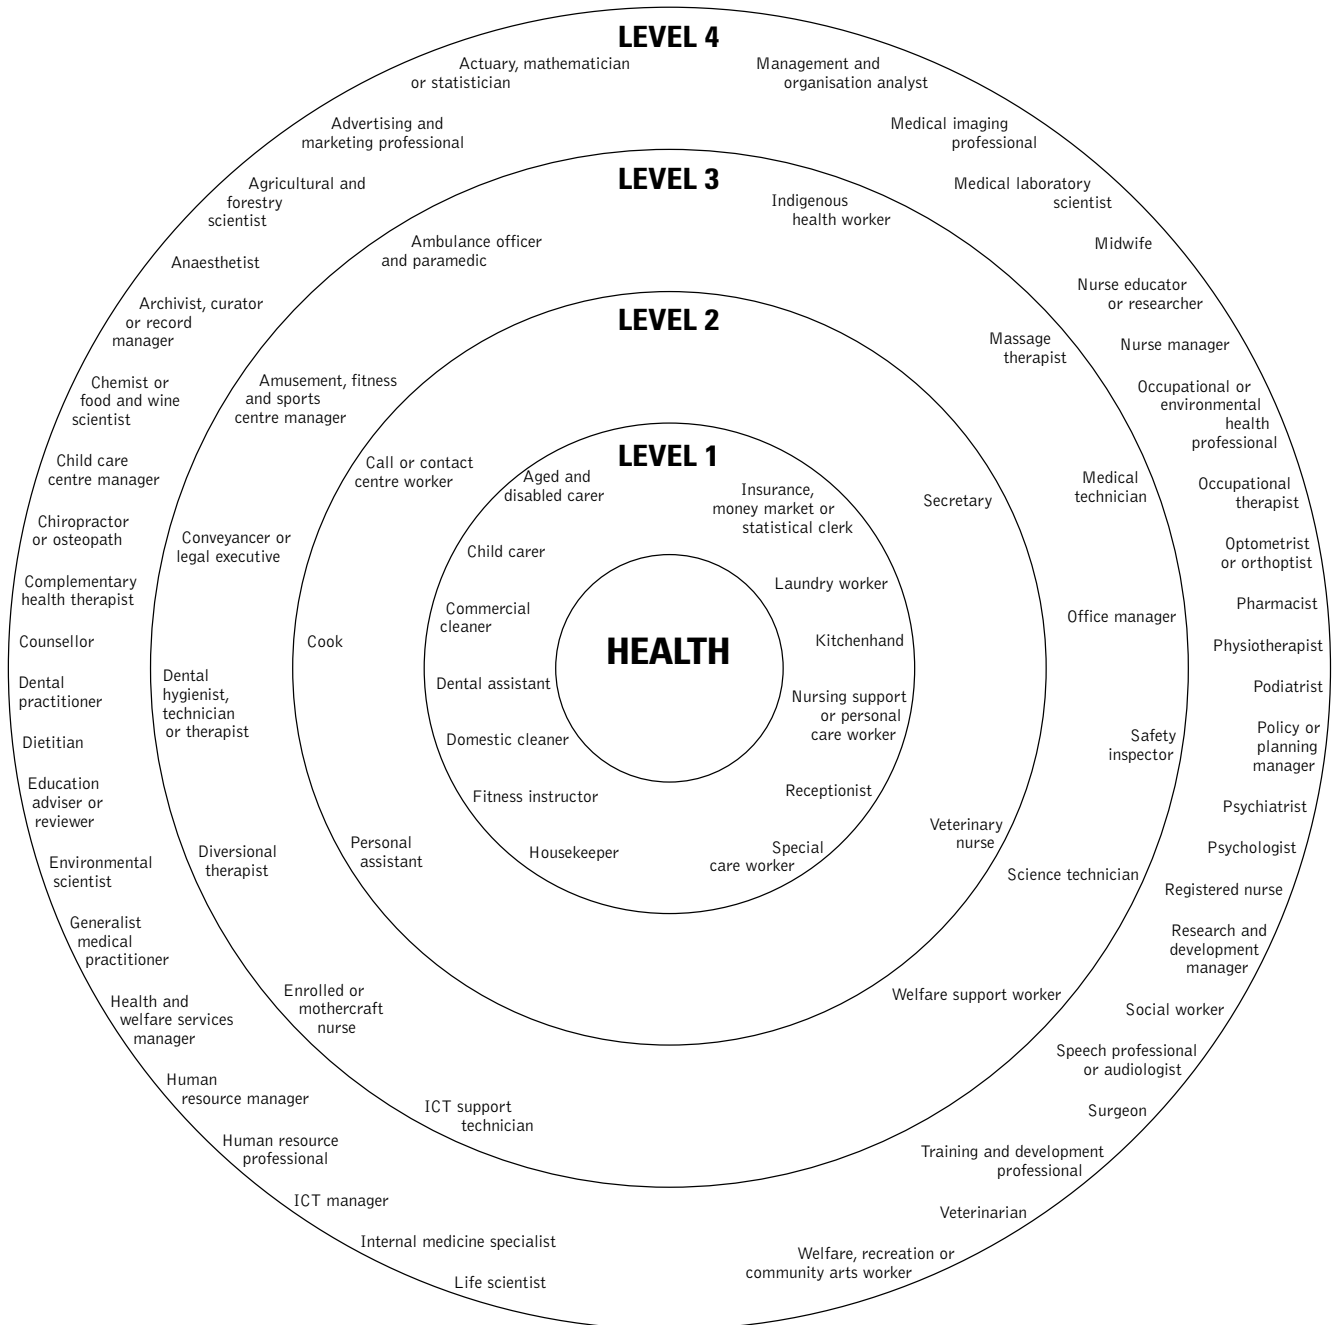 LEVEL 4
Actuary, mathematician
or statistician
Advertising and
marketing professional
Agricultural and
forestry
scientist
Anaesthetist
Archivist, curator
or record
manager
Chemist or
food and wine
scientist
Child care
centre manager
Chiropractor
or osteopath
Complementary
health therapist
Counsellor
Dental
practitioner
Dietitian
Education
adviser or
reviewer
Environmental
scientist
Generalist
medical
practitioner
Health and
welfare services
manager
Human
resource manager
Human resource
professional
ICT manager
Internal medicine specialist
Life scientist
Management and
organisation analyst
Medical imaging
professional
Medical laboratory
scientist
Midwife
Nurse educator
or researcher
Nurse manager
Occupational or
environmental
health
professional
Occupational
therapist
Optometrist
or orthoptist
Pharmacist
Physiotherapist
Podiatrist
Policy or
planning
manager
Psychiatrist
Psychologist
Registered nurse
Research and
development
manager
Social worker
Speech professional
or audiologist
Surgeon
Training and development
professional
Veterinarian
Welfare, recreation or
community arts worker
LEVEL 3
Ambulance officer
and paramedic
Amusement, fitness
and sports
centre manager
Conveyancer or
legal executive
Dental
hygienist,
technician
or therapist
Diversional
therapist
Enrolled or
mothercraft
nurse
ICT support
technician
Indigenous
health worker
Massage
therapist
Medical
technician
Office manager
Safety
inspector
Science technician
Welfare support worker
LEVEL 2
Call or contact
centre worker
Cook
Personal
assistant
Secretary
Veterinary
nurse
LEVEL 1
Aged and
disabled carer
Child carer
Commercial
cleaner
Dental assistant
Domestic cleaner
Fitness instructor
Housekeeper
Insurance,
money market or
statistical clerk
Laundry worker
Kitchenhand
Nursing support
or personal
care worker
Receptionist
Special
care worker
HEALTH